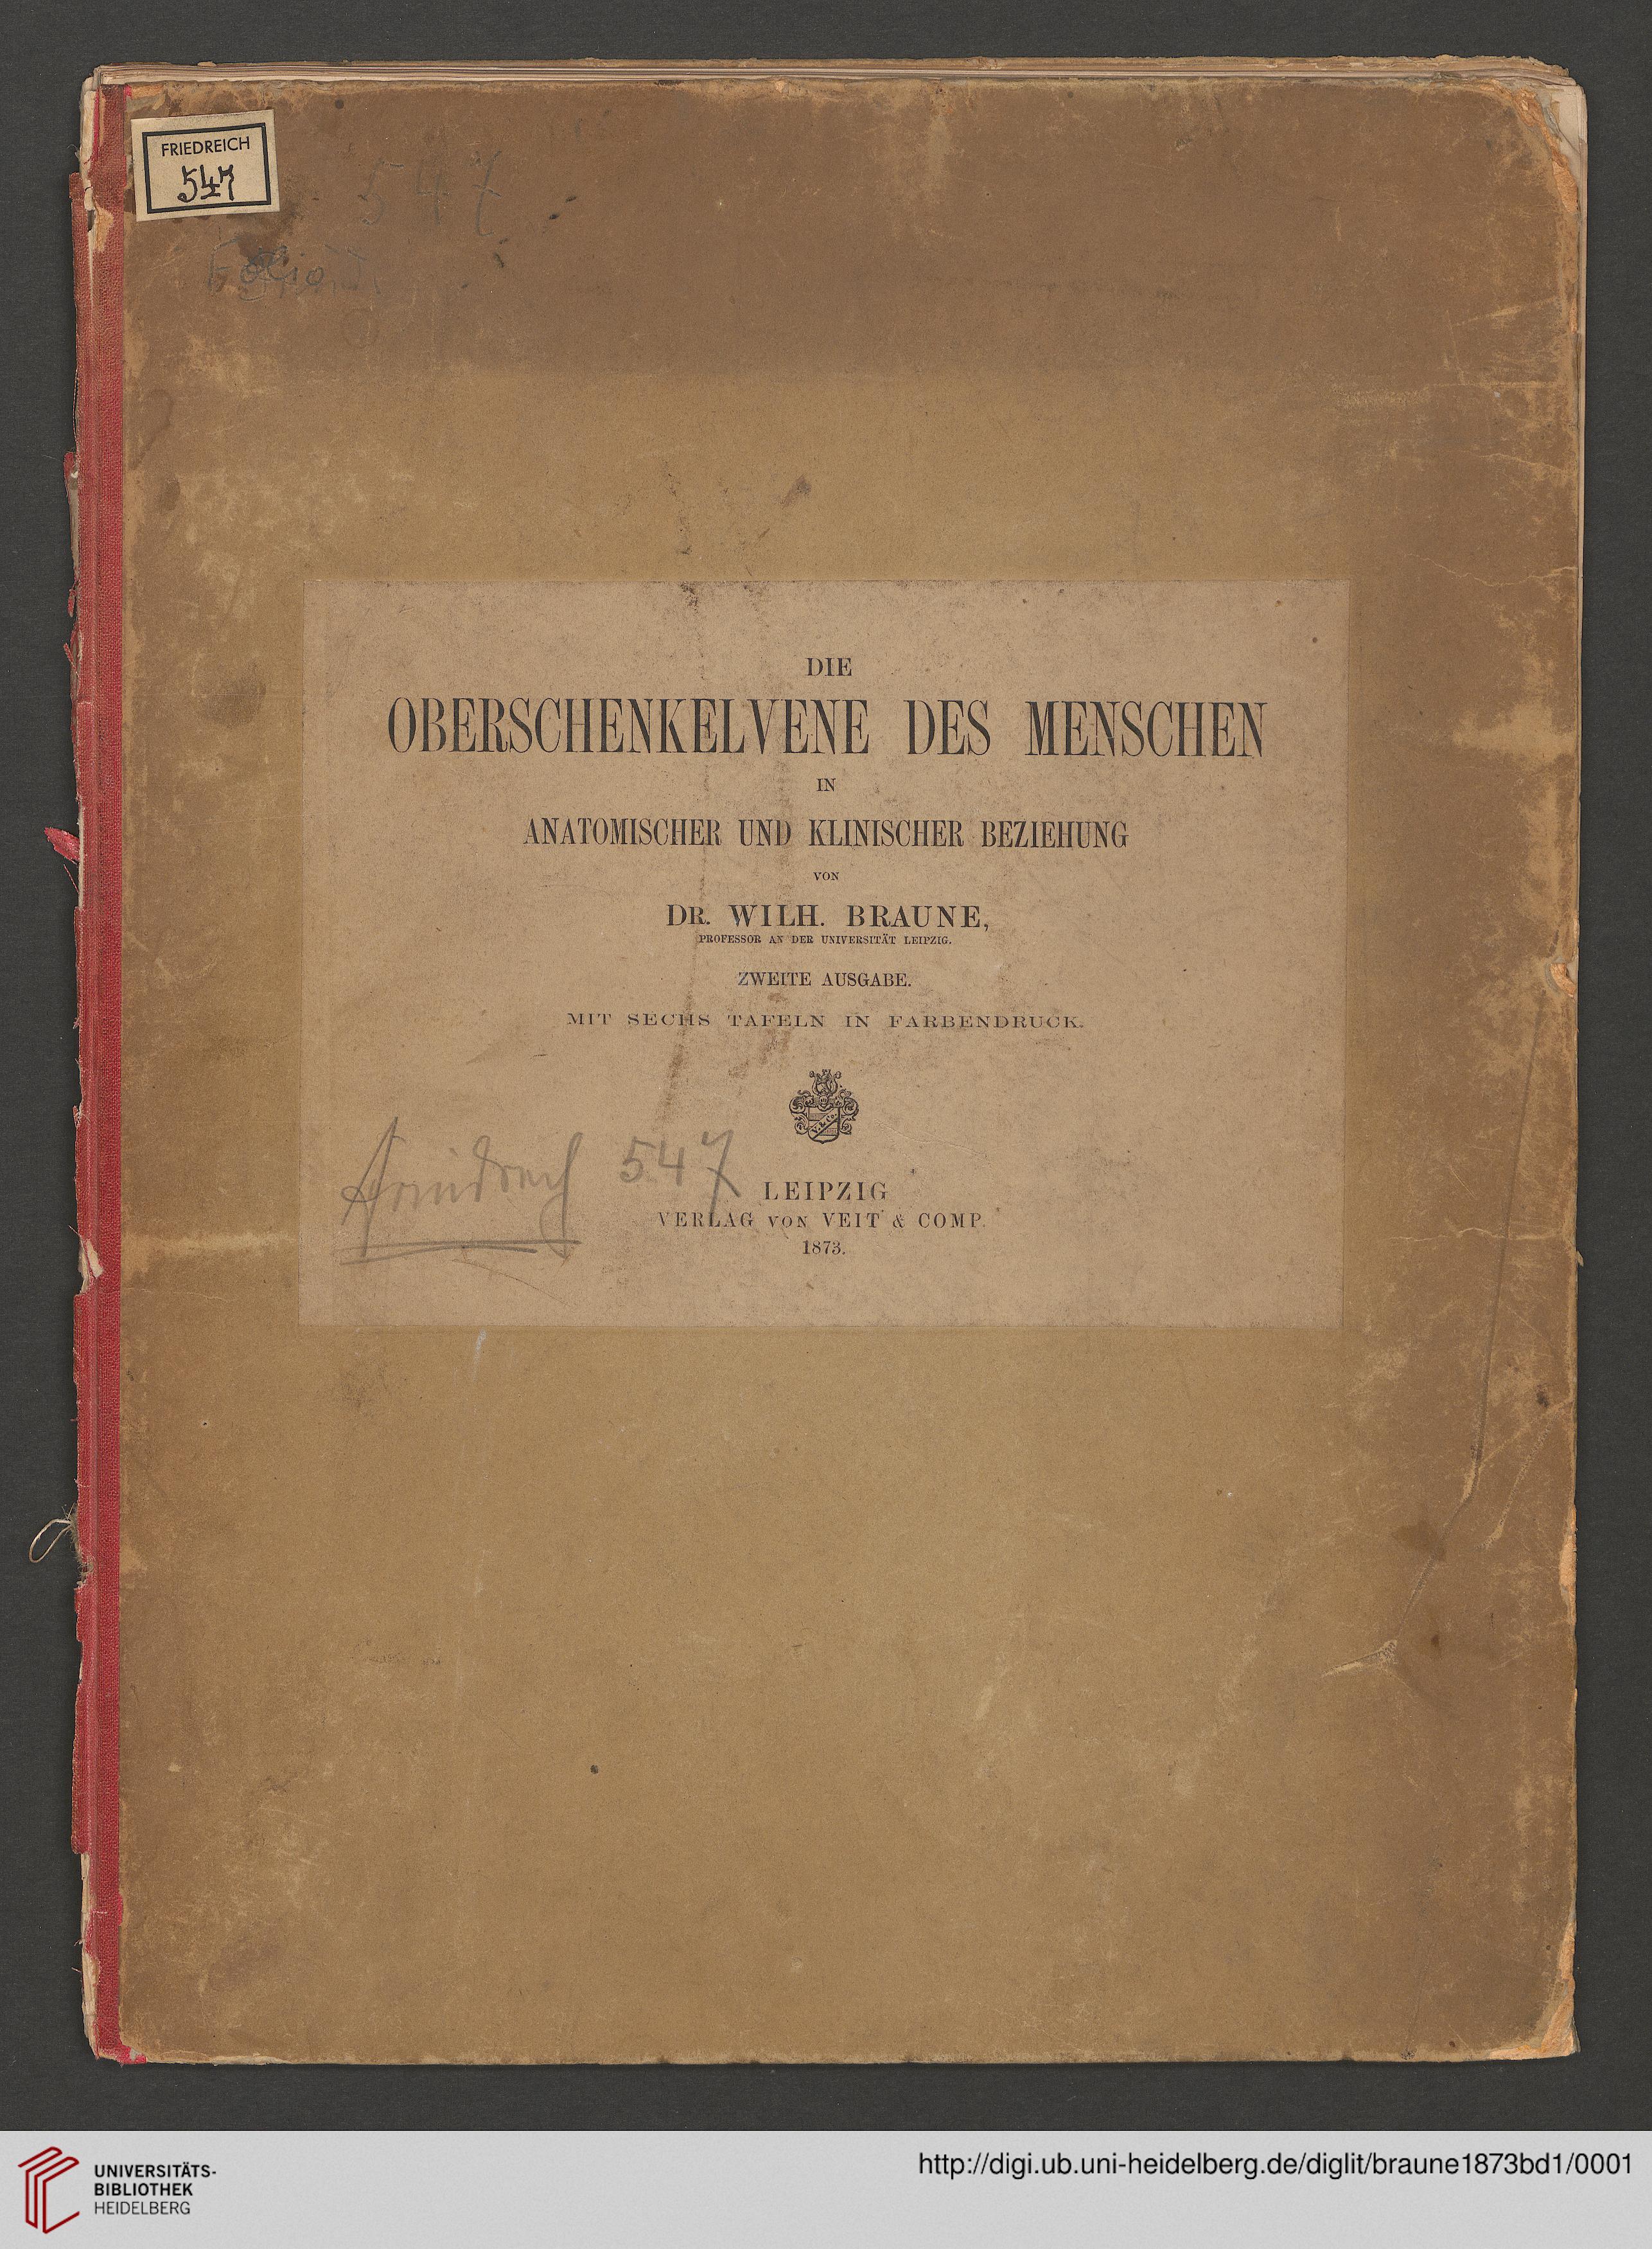 FRIEDREICH
547
547
Folio
DIE
OBERSCHENKELVENE DES MENSCHEN
IN
ANATOMISCHER UND KLINISCHER BEZIEHUNG
VON
DR. WILH. BRAUNE,
PROFESSOR AN DER UNIVERSITÄT LEIPZIG.
ZWEITE AUSGABE.
MIT SECHS TAFELN IN FARBENDRUCK.
V. & Co.
547
LEIPZIG
VERLAG VON VEIT & COMP.
1873.
UNIVERSITÄTS-
BIBLIOTHEK
HEIDELBERG
http://digi.ub.uni-heidelberg.de/diglit/braune1873bd1/0001